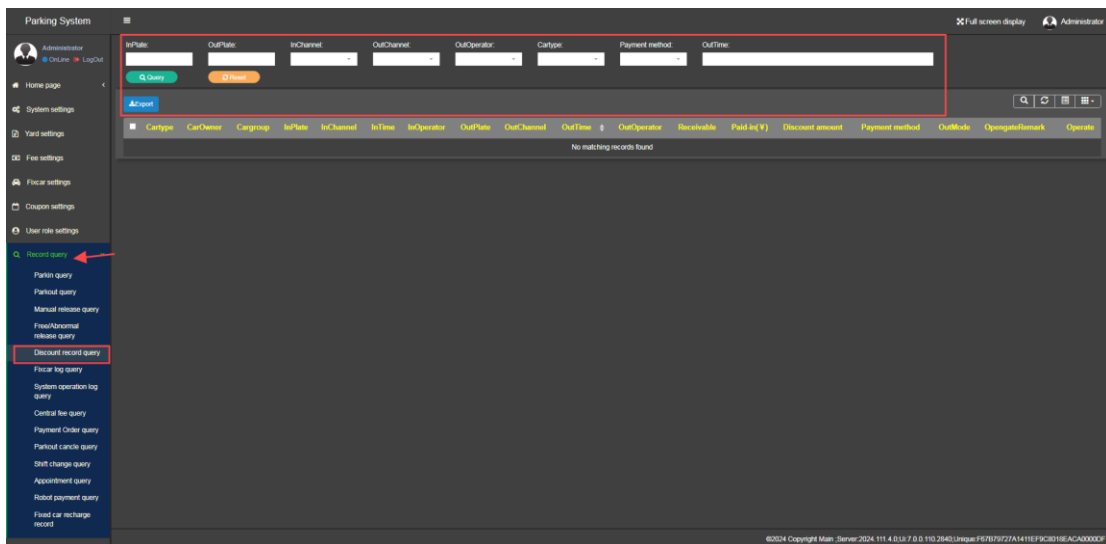 Parking System
Full screen display
Administrator
Administrator
OnLine LogOut
Home page
System settings
Yard settings
Fee settings
Fixcar settings
Coupon settings
User role settings
Record query
Parkin query
Parkout query
Manual release query
Free/Abnormal
release query
Discount record query
Fixcar log query
System operation log
query
Central fee query
Payment Order query
Parkout cancle query
Shift change query
Appointment query
Robot payment query
Fixed car recharge
record
InPlate: OutPlate: InChannel: OutChannel: OutOperator: Cartype: Payment method: OutTime:
Query Reset
Export
Cartype CarOwner Cargroup InPlate InChannel InTime InOperator OutPlate OutChannel OutTime OutOperator Receivable Paid-in(¥) Discount amount Payment method OutMode OpengateRemark Operate
No matching records found
©2024 Copyright Main ;Server:2024.111.4.0;UI:7.0.0.110.2840;Unique:F67B79727A1411EF9C8018EACA0000DF